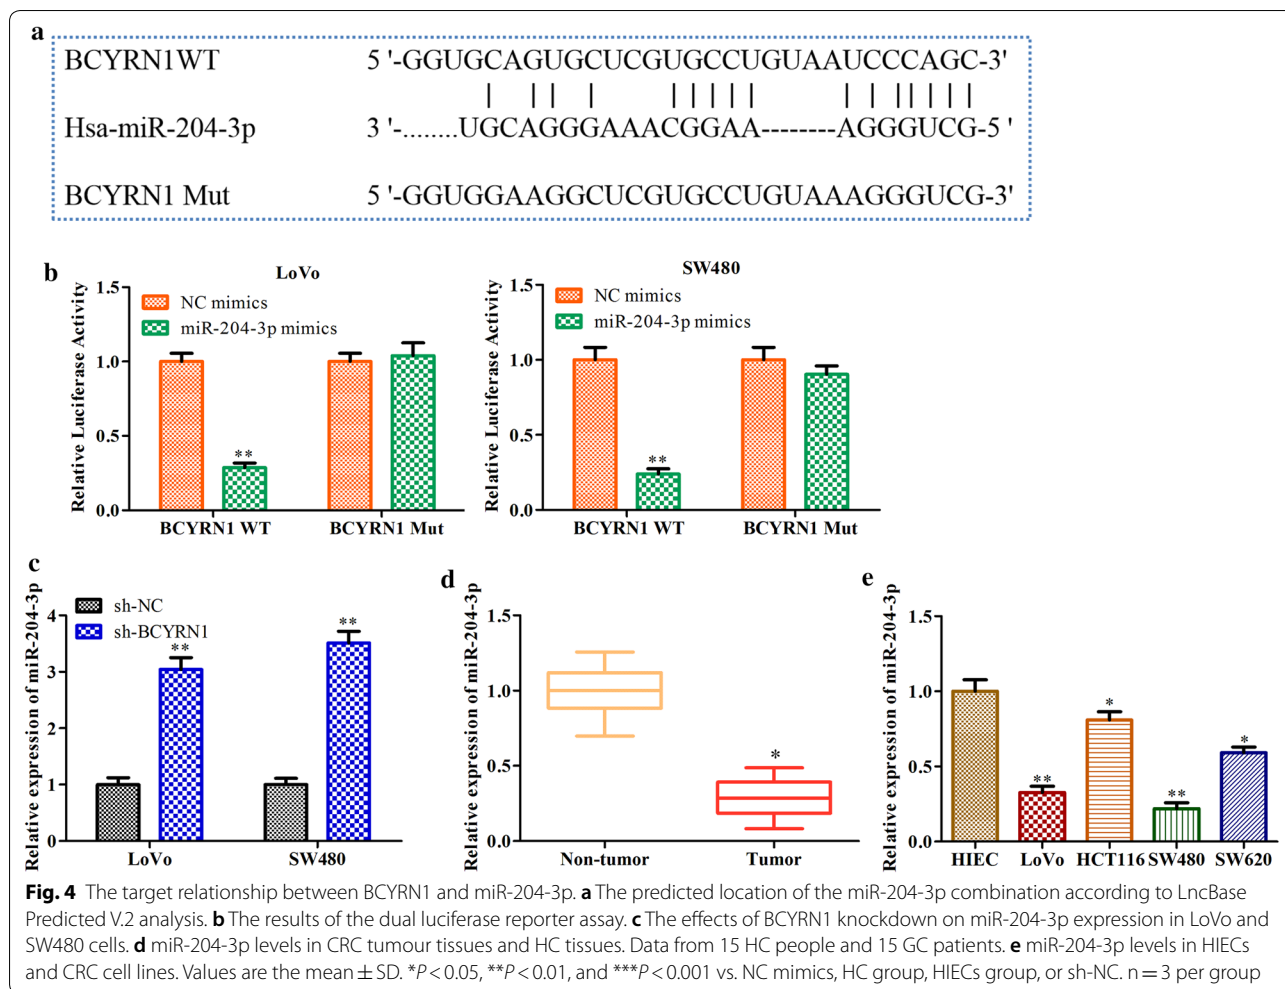 a
BCYRN1WT 5 '-GGUGCAGUGCUCGUGCCUGUAAUCCCAGC-3'
Hsa-miR-204-3p 3 '-........UGCAGGGAAACGGAA--------AGGGUCG-5 '
BCYRN1 Mut 5 '-GGUGGAAGGCUCGUGCCUGUAAAGGGUCG-3'
b
LoVo
Relative Luciferase Activity
1.5
1.0
0.5
0.0
NC mimics
miR-204-3p mimics
**
BCYRN1 WT BCYRN1 Mut
SW480
Relative Luciferase Activity
1.5
1.0
0.5
0.0
NC mimics
miR-204-3p mimics
**
BCYRN1 WT BCYRN1 Mut
c
Relative expression of miR-204-3p
4
3
2
1
0
sh-NC
sh-BCYRN1
**
**
LoVo SW480
d
Relative expression of miR-204-3p
1.5
1.0
0.5
0.0
*
Non-tumor Tumor
e
Relative expression of miR-204-3p
1.5
1.0
0.5
0.0
**
*
**
*
HIEC LoVo HCT116 SW480 SW620
Fig. 4 The target relationship between BCYRN1 and miR-204-3p. a The predicted location of the miR-204-3p combination according to LncBase
Predicted V.2 analysis. b The results of the dual luciferase reporter assay. c The effects of BCYRN1 knockdown on miR-204-3p expression in LoVo and
SW480 cells. d miR-204-3p levels in CRC tumour tissues and HC tissues. Data from 15 HC people and 15 GC patients. e miR-204-3p levels in HIECs
and CRC cell lines. Values are the mean ± SD. *P < 0.05, **P < 0.01, and ***P < 0.001 vs. NC mimics, HC group, HIECs group, or sh-NC. n = 3 per group